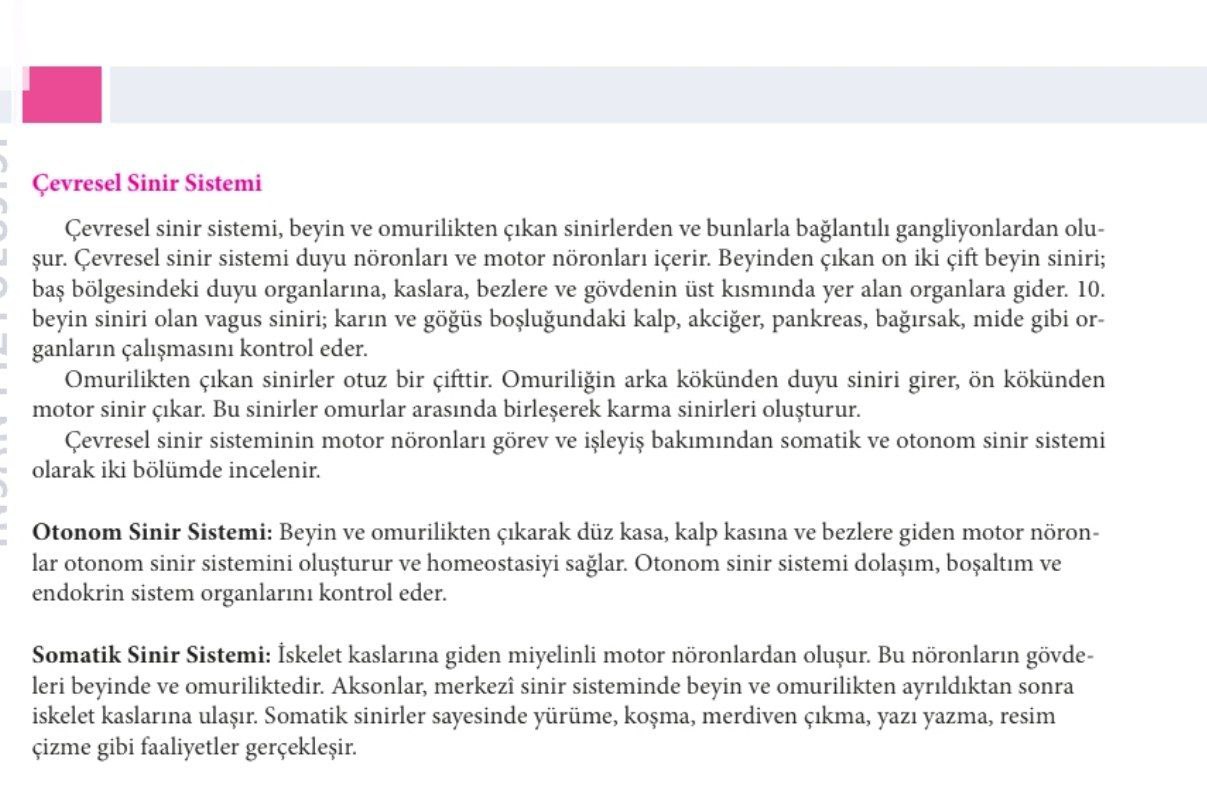 Çevresel Sinir Sistemi
Çevresel sinir sistemi, beyin ve omurilikten çıkan sinirlerden ve bunlarla bağlantılı gangliyonlardan olu-
şur. Çevresel sinir sistemi duyu nöronları ve motor nöronları içerir. Beyinden çıkan on iki çift beyin siniri;
baş bölgesindeki duyu organlarına, kaslara, bezlere ve gövdenin üst kısmında yer alan organlara gider. 10.
beyin siniri olan vagus siniri; karın ve göğüs boşluğundaki kalp, akciğer, pankreas, bağırsak, mide gibi or-
ganların çalışmasını kontrol eder.
Omurilikten çıkan sinirler otuz bir çifttir. Omuriliğin arka kökünden duyu siniri girer, ön kökünden
motor sinir çıkar. Bu sinirler omurlar arasında birleşerek karma sinirleri oluşturur.
Çevresel sinir sisteminin motor nöronları görev ve işleyiş bakımından somatik ve otonom sinir sistemi
olarak iki bölümde incelenir.
Otonom Sinir Sistemi: Beyin ve omurilikten çıkarak düz kasa, kalp kasına ve bezlere giden motor nöron-
lar otonom sinir sistemini oluşturur ve homeostasiyi sağlar. Otonom sinir sistemi dolaşım, boşaltım ve
endokrin sistem organlarını kontrol eder.
Somatik Sinir Sistemi: İskelet kaslarına giden miyelinli motor nöronlardan oluşur. Bu nöronların gövde-
leri beyinde ve omuriliktedir. Aksonlar, merkezî sinir sisteminde beyin ve omurilikten ayrıldıktan sonra
iskelet kaslarına ulaşır. Somatik sinirler sayesinde yürüme, koşma, merdiven çıkma, yazı yazma, resim
çizme gibi faaliyetler gerçekleşir.